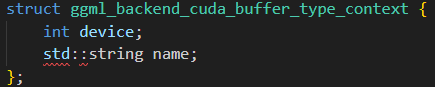 struct ggml_backend_cuda_buffer_type_context {
    int device;
    std::string name;
};